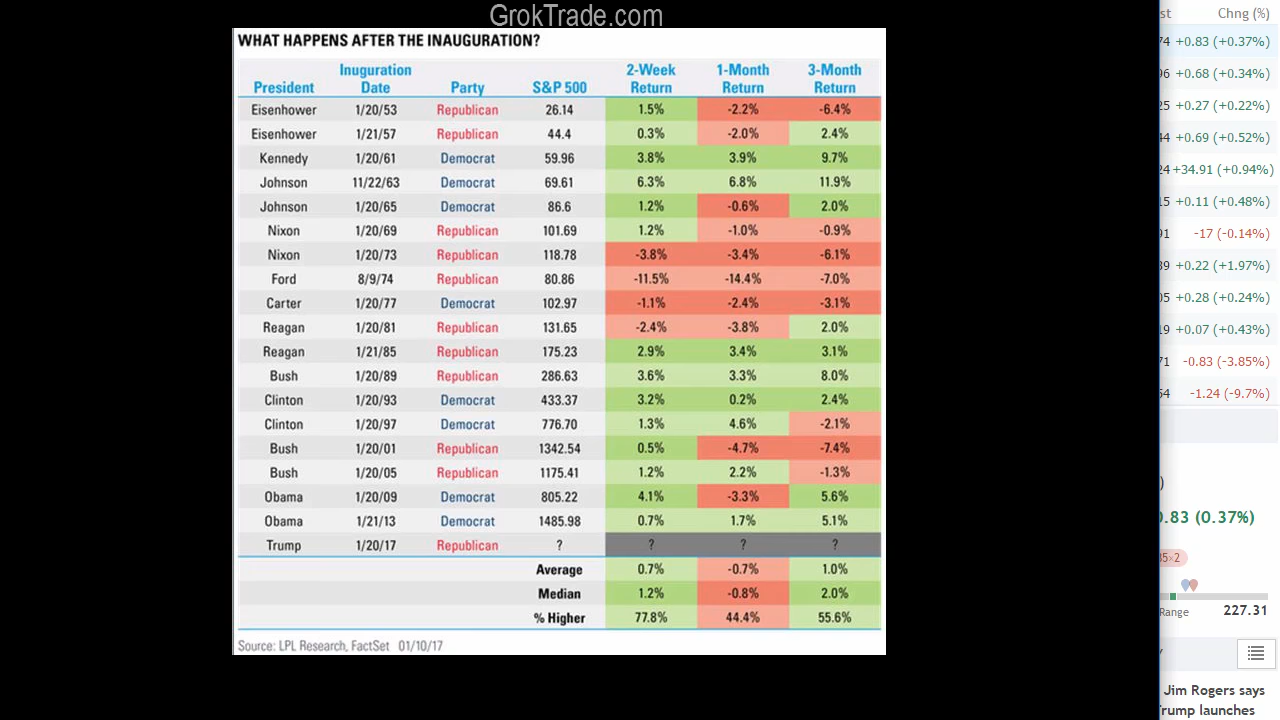 GrokTrade.com
WHAT HAPPENS AFTER THE INAUGURATION?
President Inuguration Date Party S&P 500 2-Week Return 1-Month Return 3-Month Return
Eisenhower 1/20/53 Republican 26.14 1.5% -2.2% -6.4%
Eisenhower 1/21/57 Republican 44.4 0.3% -2.0% 2.4%
Kennedy 1/20/61 Democrat 59.96 3.8% 3.9% 9.7%
Johnson 11/22/63 Democrat 69.61 6.3% 6.8% 11.9%
Johnson 1/20/65 Democrat 86.6 1.2% -0.6% 2.0%
Nixon 1/20/69 Republican 101.69 1.2% -1.0% -0.9%
Nixon 1/20/73 Republican 118.78 -3.8% -3.4% -6.1%
Ford 8/9/74 Republican 80.86 -11.5% -14.4% -7.0%
Carter 1/20/77 Democrat 102.97 -1.1% -2.4% -3.1%
Reagan 1/20/81 Republican 131.65 -2.4% -3.8% 2.0%
Reagan 1/21/85 Republican 175.23 2.9% 3.4% 3.1%
Bush 1/20/89 Republican 286.63 3.6% 3.3% 8.0%
Clinton 1/20/93 Democrat 433.37 3.2% 0.2% 2.4%
Clinton 1/20/97 Democrat 776.70 1.3% 4.6% -2.1%
Bush 1/20/01 Republican 1342.54 0.5% -4.7% -7.4%
Bush 1/20/05 Republican 1175.41 1.2% 2.2% -1.3%
Obama 1/20/09 Democrat 805.22 4.1% -3.3% 5.6%
Obama 1/21/13 Democrat 1485.98 0.7% 1.7% 5.1%
Trump 1/20/17 Republican ? ? ? ?
Average 0.7% -0.7% 1.0%
Median 1.2% -0.8% 2.0%
% Higher 77.8% 44.4% 55.6%
Source: LPL Research, FactSet 01/10/17
st Chng (%)
74 +0.83 (+0.37%)
96 +0.68 (+0.34%)
25 +0.27 (+0.22%)
44 +0.69 (+0.52%)
24 +34.91 (+0.94%)
15 +0.11 (+0.48%)
91 -17 (-0.14%)
39 +0.22 (+1.97%)
05 +0.28 (+0.24%)
19 +0.07 (+0.43%)
71 -0.83 (-3.85%)
54 -1.24 (-9.7%)
)
0.83 (0.37%)
35×2
Range 227.31
Jim Rogers says
Trump launches